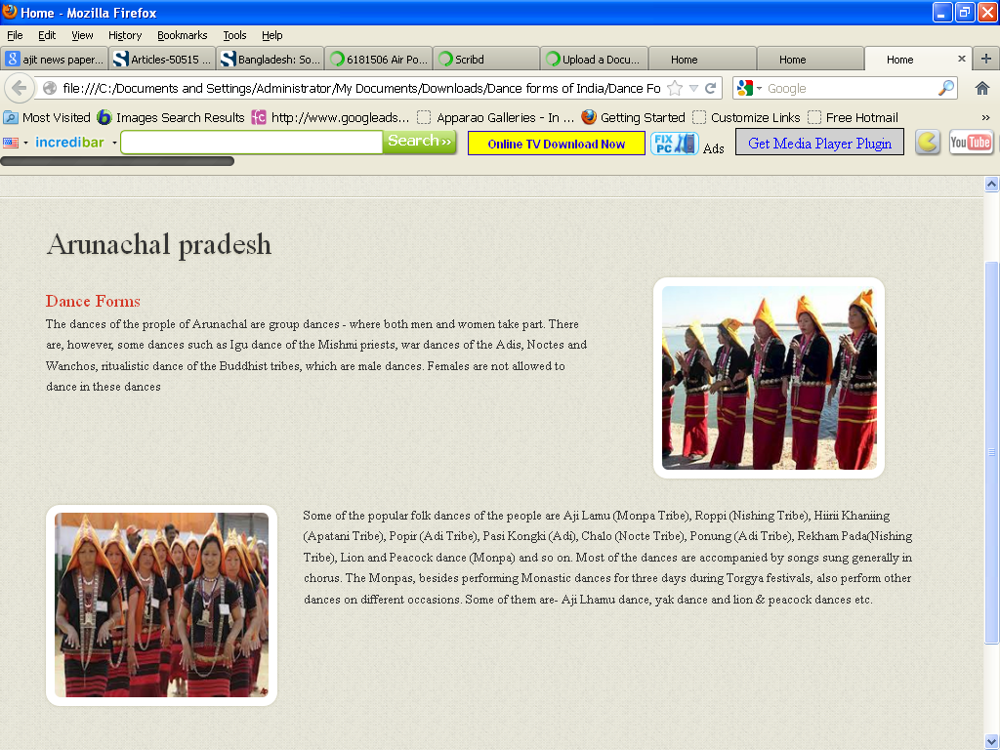 Home - Mozilla Firefox
File Edit View History Bookmarks Tools Help
ajit news paper... Articles-50515 ... Bangladesh: So... 6181506 Air Po... Scribd Upload a Docu... Home Home Home
file:///C:/Documents and Settings/Administrator/My Documents/Downloads/Dance forms of India/Dance Fo Google
Most Visited Images Search Results http://www.googleads... Apparao Galleries - In ... Getting Started Customize Links Free Hotmail »
incredibar Search›› Online TV Download Now FIX PC Ads Get Media Player Plugin You Tube
Arunachal pradesh
Dance Forms
The dances of the prople of Arunachal are group dances - where both men and women take part. There
are, however, some dances such as Igu dance of the Mishmi priests, war dances of the Adis, Noctes and
Wanchos, ritualistic dance of the Buddhist tribes, which are male dances. Females are not allowed to
dance in these dances
Some of the popular folk dances of the people are Aji Lamu (Monpa Tribe), Roppi (Nishing Tribe), Hiirii Khaniing
(Apatani Tribe), Popir (Adi Tribe), Pasi Kongki (Adi), Chalo (Nocte Tribe), Ponung (Adi Tribe), Rekham Pada(Nishing
Tribe), Lion and Peacock dance (Monpa) and so on. Most of the dances are accompanied by songs sung generally in
chorus. The Monpas, besides performing Monastic dances for three days during Torgya festivals, also perform other
dances on different occasions. Some of them are- Aji Lhamu dance, yak dance and lion & peacock dances etc.